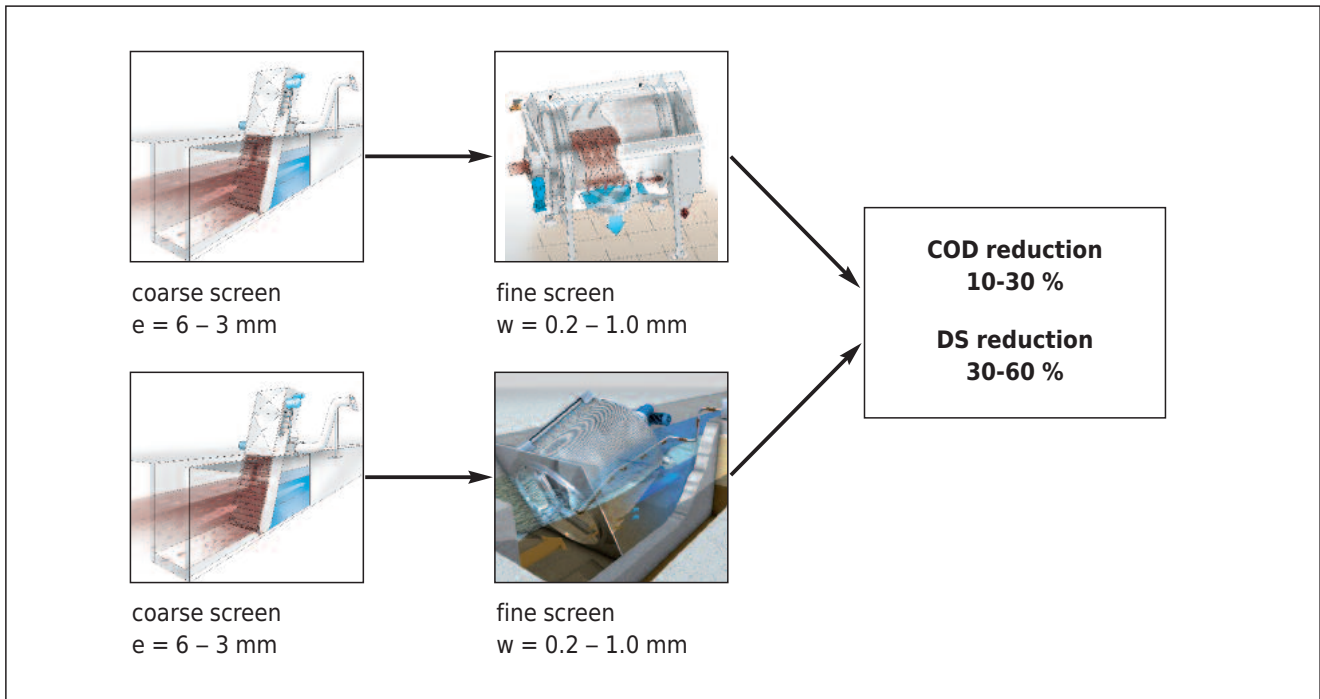 coarse screen
e = 6 – 3 mm
fine screen
w = 0.2 – 1.0 mm
coarse screen
e = 6 – 3 mm
fine screen
w = 0.2 – 1.0 mm
COD reduction
10-30 %
DS reduction
30-60 %